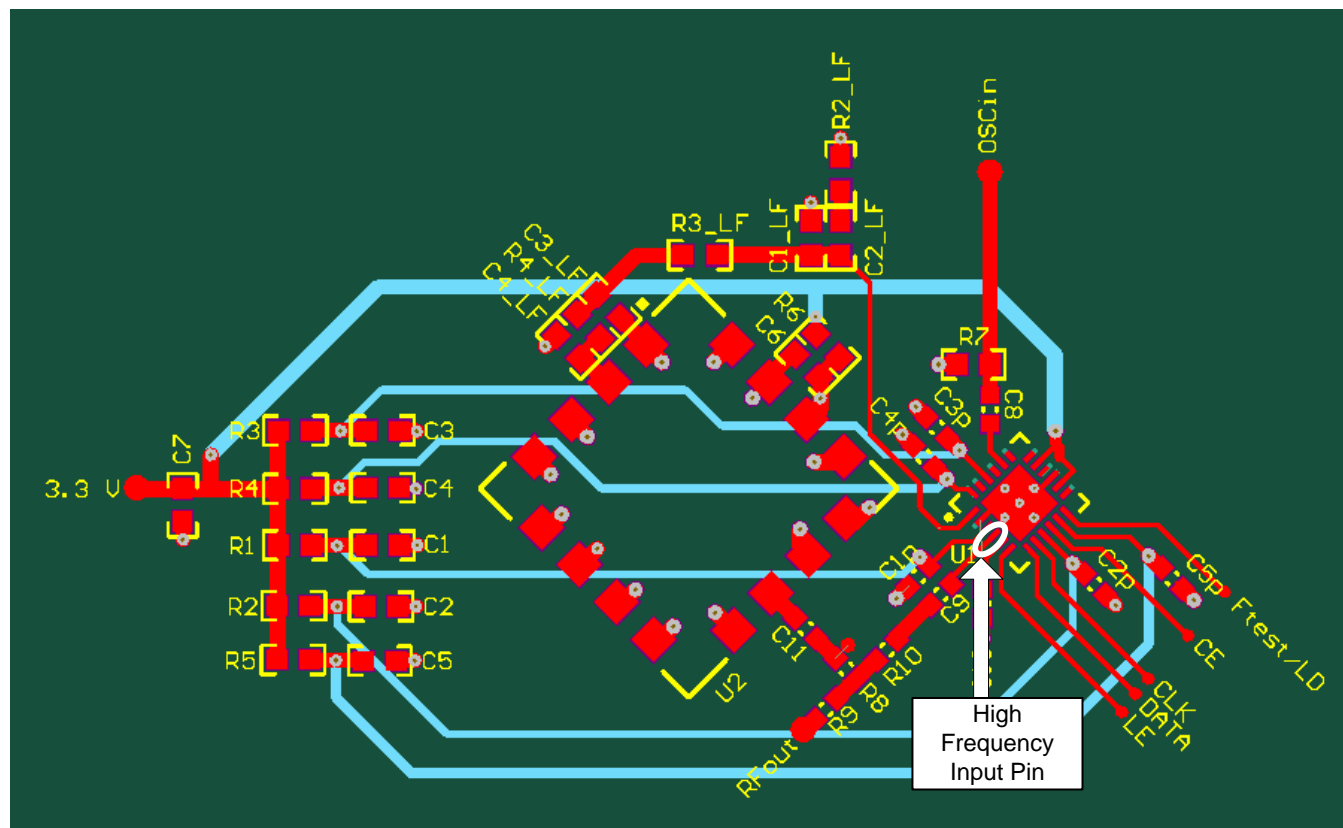 R2_LF
OSCin
R3_LF
C1_LF
C2_LF
C3_LF
R4_LF
C4_LF
R6
C6
R7
C8
C3p
C4p
C7
R3
C3
3.3 V
R4
C4
R1
C1
R2
C2
R5
C5
U1
C1p
C9
C2p
C5p
Ftest/LD
CE
CLK
DATA
LE
C11
R10
R8
R9
U2
RFout
High
Frequency
Input Pin